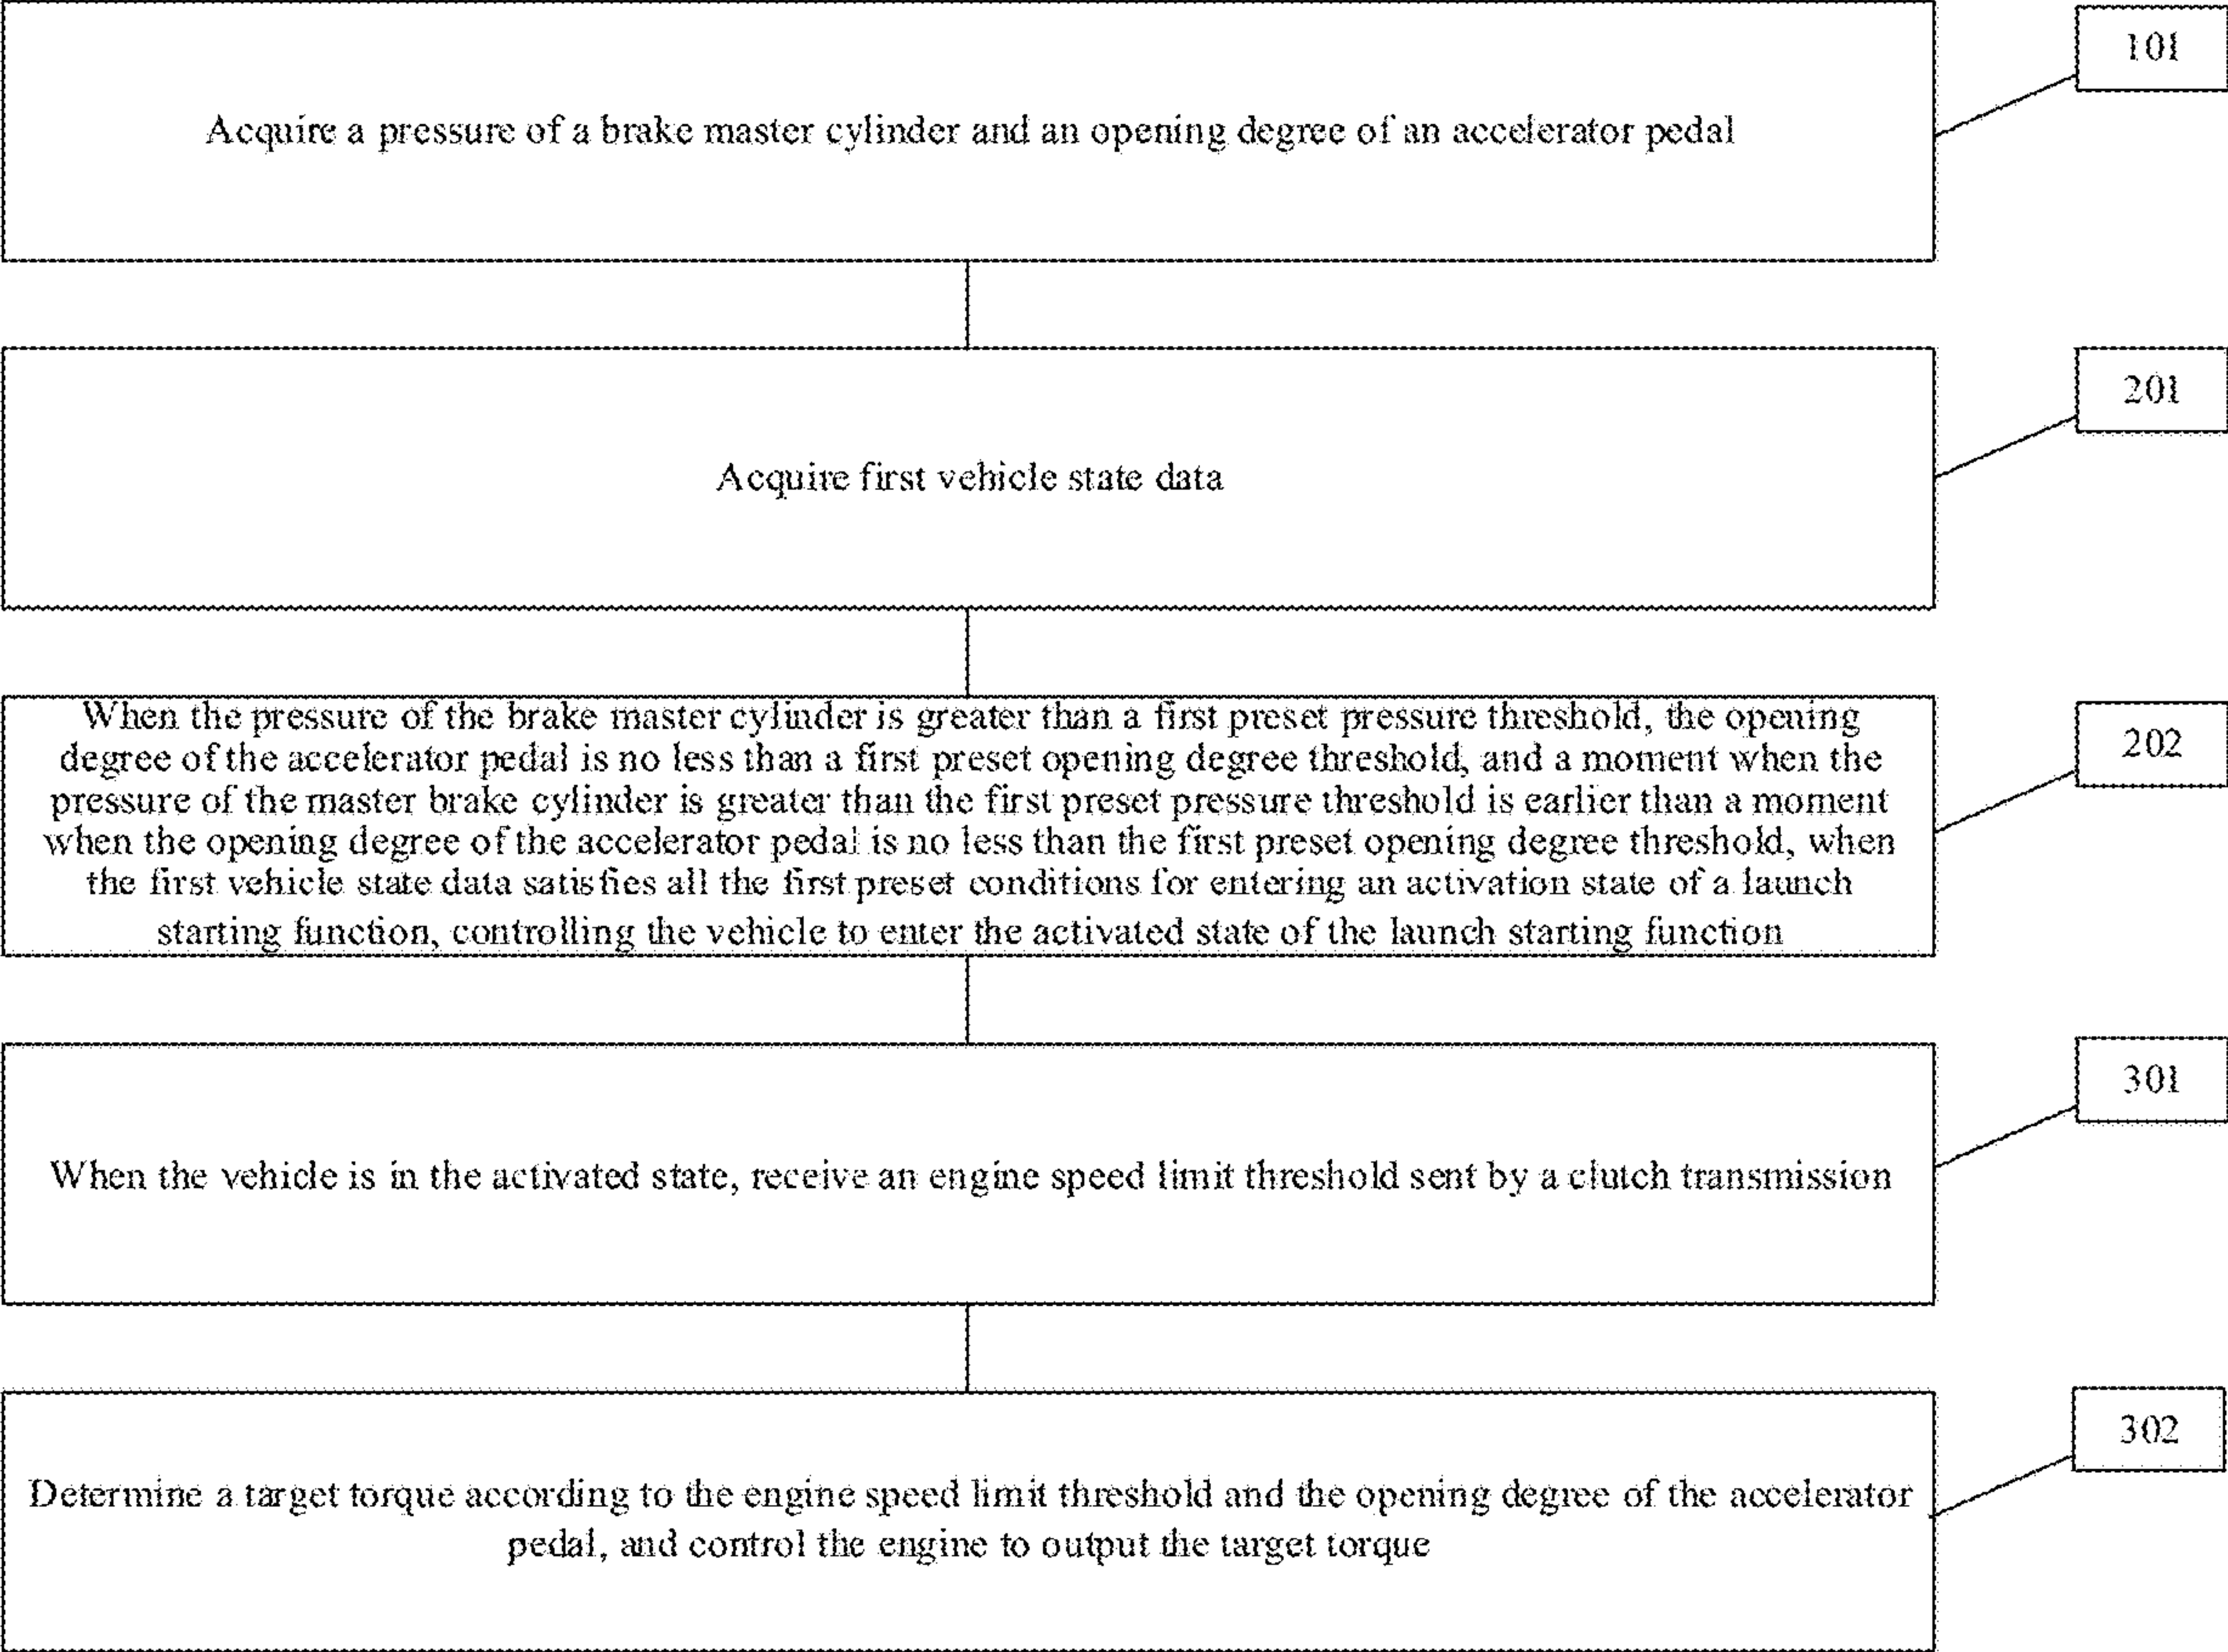 101
Acquire a pressure of a brake master cylinder and an opening degree of an accelerator pedal
201
Acquire first vehicle state data
202
When the pressure of the brake master cylinder is greater than a first preset pressure threshold, the opening
degree of the accelerator pedal is no less than a first preset opening degree threshold, and a moment when the
pressure of the master brake cylinder is greater than the first preset pressure threshold is earlier than a moment
when the opening degree of the accelerator pedal is no less than the first preset opening degree threshold, when
the first vehicle state data satisfies all the first preset conditions for entering an activation state of a launch
starting function, controlling the vehicle to enter the activated state of the launch starting function
301
When the vehicle is in the activated state, receive an engine speed limit threshold sent by a clutch transmission
302
Determine a target torque according to the engine speed limit threshold and the opening degree of the accelerator
pedal, and control the engine to output the target torque